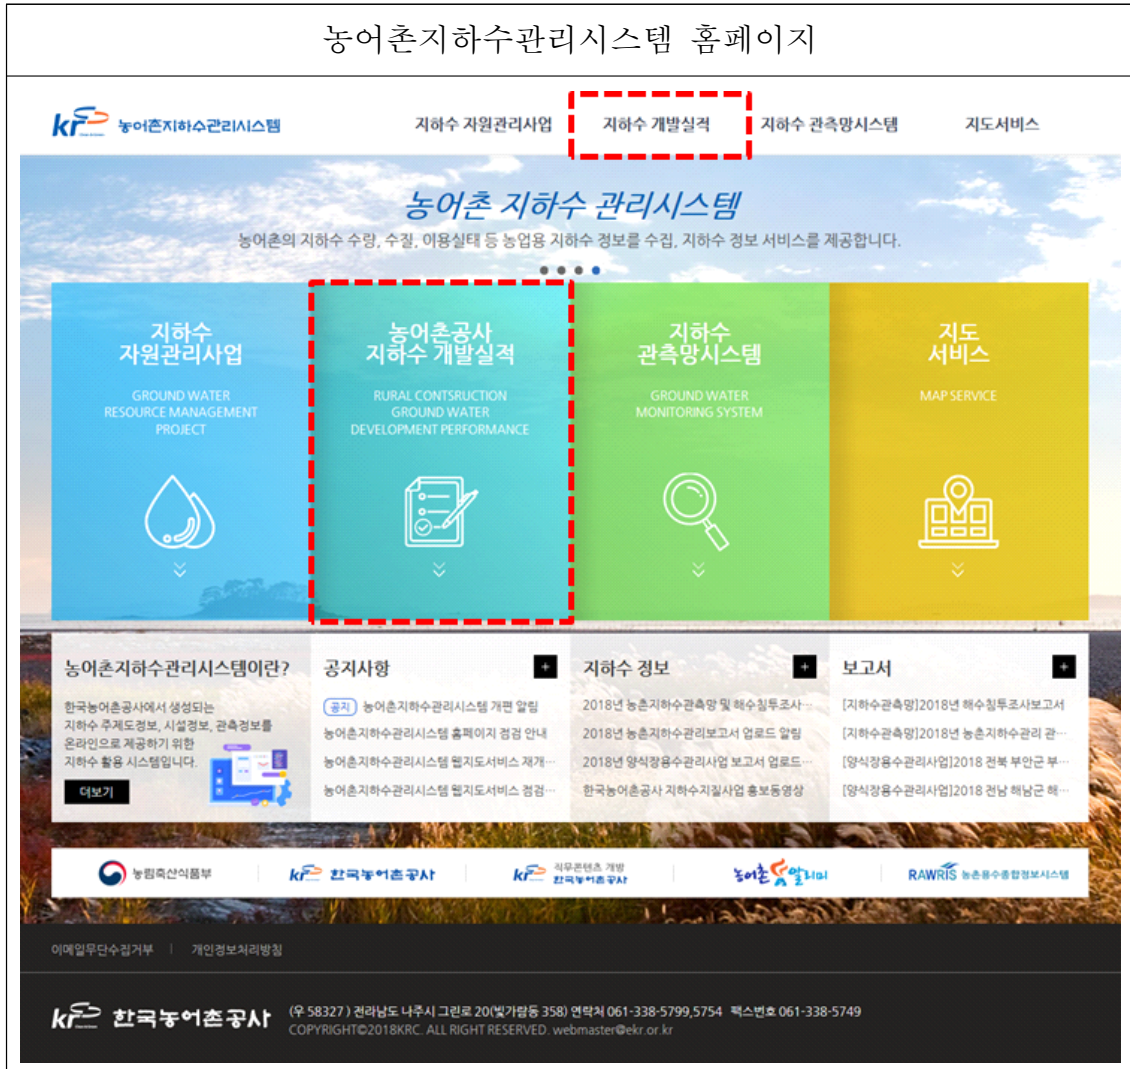 농어촌지하수관리시스템 홈페이지
kr 농어촌지하수관리시스템
지하수 자원관리사업
지하수 개발실적
지하수 관측망시스템
지도서비스
농어촌 지하수 관리시스템
농어촌의 지하수 수량, 수질, 이용실태 등 농업용 지하수 정보를 수집, 지하수 정보 서비스를 제공합니다.
지하수
자원관리사업
GROUND WATER
RESOURCE MANAGEMENT
PROJECT
농어촌공사
지하수 개발실적
RURAL CONTSRUCTION
GROUND WATER
DEVELOPMENT PERFORMANCE
지하수
관측망시스템
GROUND WATER
MONITORING SYSTEM
지도
서비스
MAP SERVICE
농어촌지하수관리시스템이란?
한국농어촌공사에서 생성되는
지하수 주제도정보, 시설정보, 관측정보를
온라인으로 제공하기 위한
지하수 활용 시스템입니다.
더보기
공지사항 +
공지 농어촌지하수관리시스템 개편 알림
농어촌지하수관리시스템 홈페이지 점검 안내
농어촌지하수관리시스템 웹지도서비스 재개…
농어촌지하수관리시스템 웹지도서비스 점검…
지하수 정보 +
2018년 농촌지하수관측망 및 해수침투조사…
2018년 농촌지하수관리보고서 업로드 알림
2018년 양식장용수관리사업 보고서 업로드…
한국농어촌공사 지하수지질사업 홍보동영상
보고서 +
[지하수관측망]2018년 해수침투조사보고서
[지하수관측망]2018년 농촌지하수관리 관…
[양식장용수관리사업]2018 전북 부안군 부…
[양식장용수관리사업]2018 전남 해남군 해…
농림축산식품부
kr 한국농어촌공사
kr 직무콘텐츠 개발
한국농어촌공사
농어촌 알리미
RAWRIS 농촌용수종합정보시스템
이메일무단수집거부 | 개인정보처리방침
kr 한국농어촌공사
(우 58327 ) 전라남도 나주시 그린로 20(빛가람동 358) 연락처 061-338-5799,5754 팩스번호 061-338-5749
COPYRIGHT©2018KRC. ALL RIGHT RESERVED. webmaster@ekr.or.kr